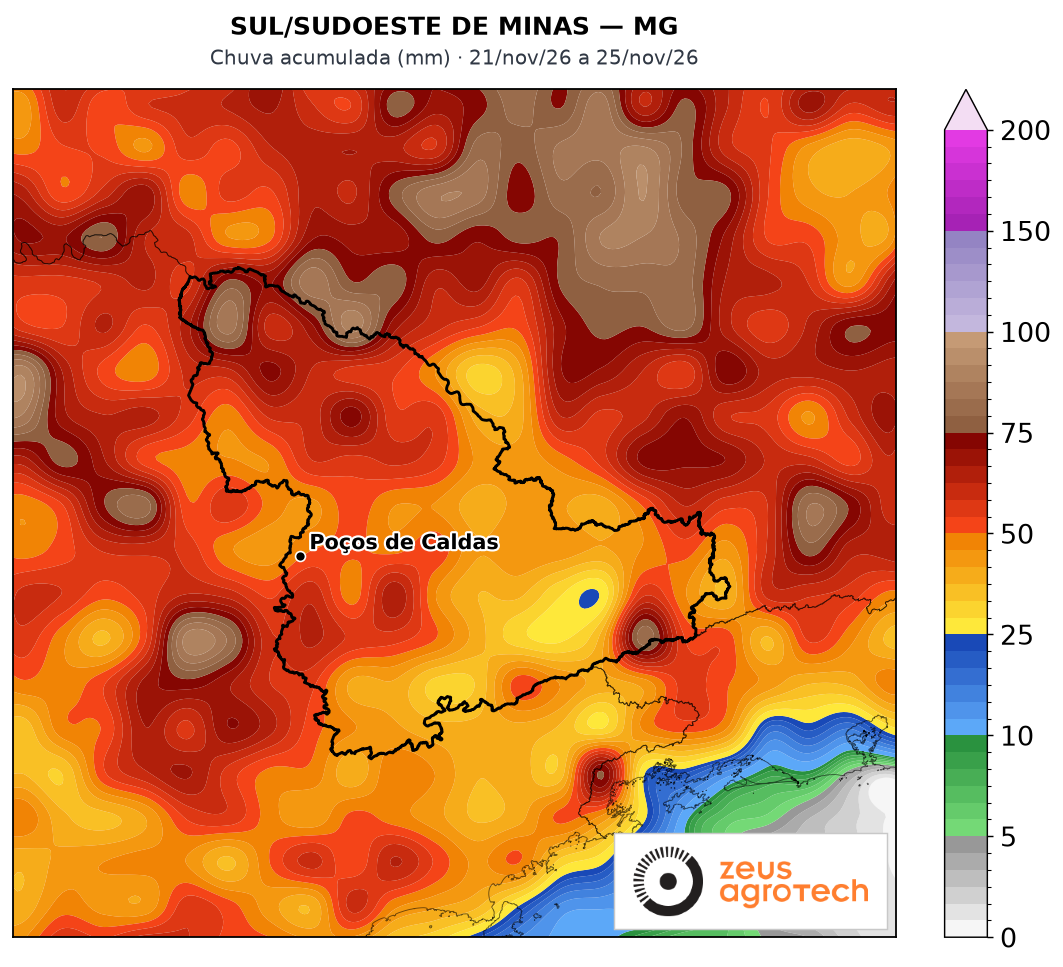 SUL/SUDOESTE DE MINAS — MG
Chuva acumulada (mm) · 21/nov/26 a 25/nov/26
Poços de Caldas
200
150
100
75
50
25
10
5
0
zeus
agrotech